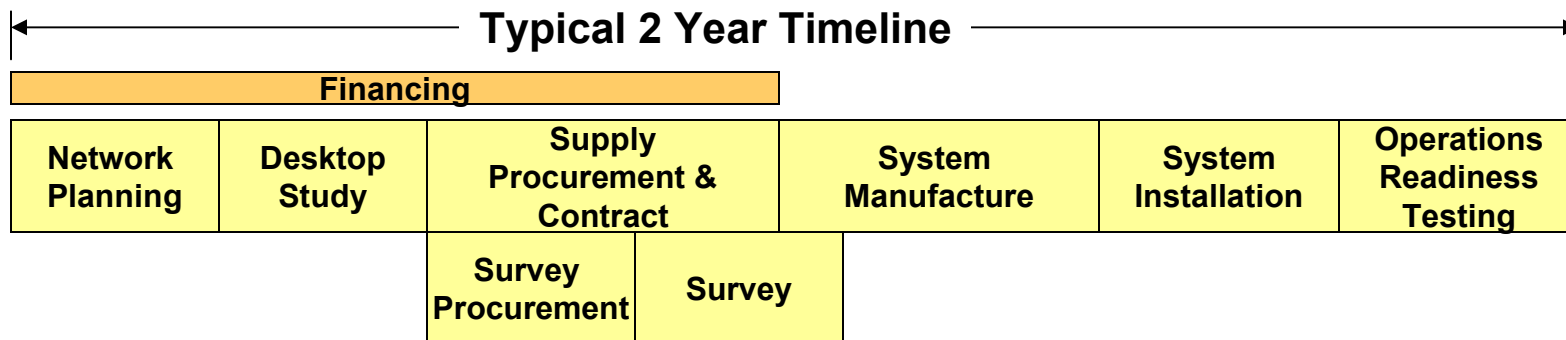 Typical 2 Year Timeline
Financing
Network
Planning
Desktop
Study
Supply
Procurement &
Contract
System
Manufacture
System
Installation
Operations
Readiness
Testing
Survey
Procurement
Survey